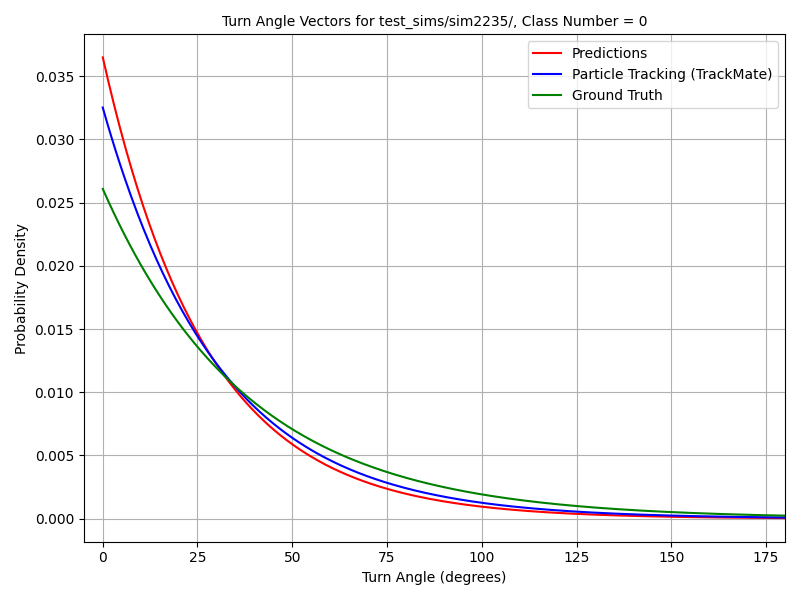 Turn Angle Vectors for test_sims/sim2235/, Class Number = 0
Predictions
Particle Tracking (TrackMate)
Ground Truth
Probability Density
0.035
0.030
0.025
0.020
0.015
0.010
0.005
0.000
0 25 50 75 100 125 150 175
Turn Angle (degrees)